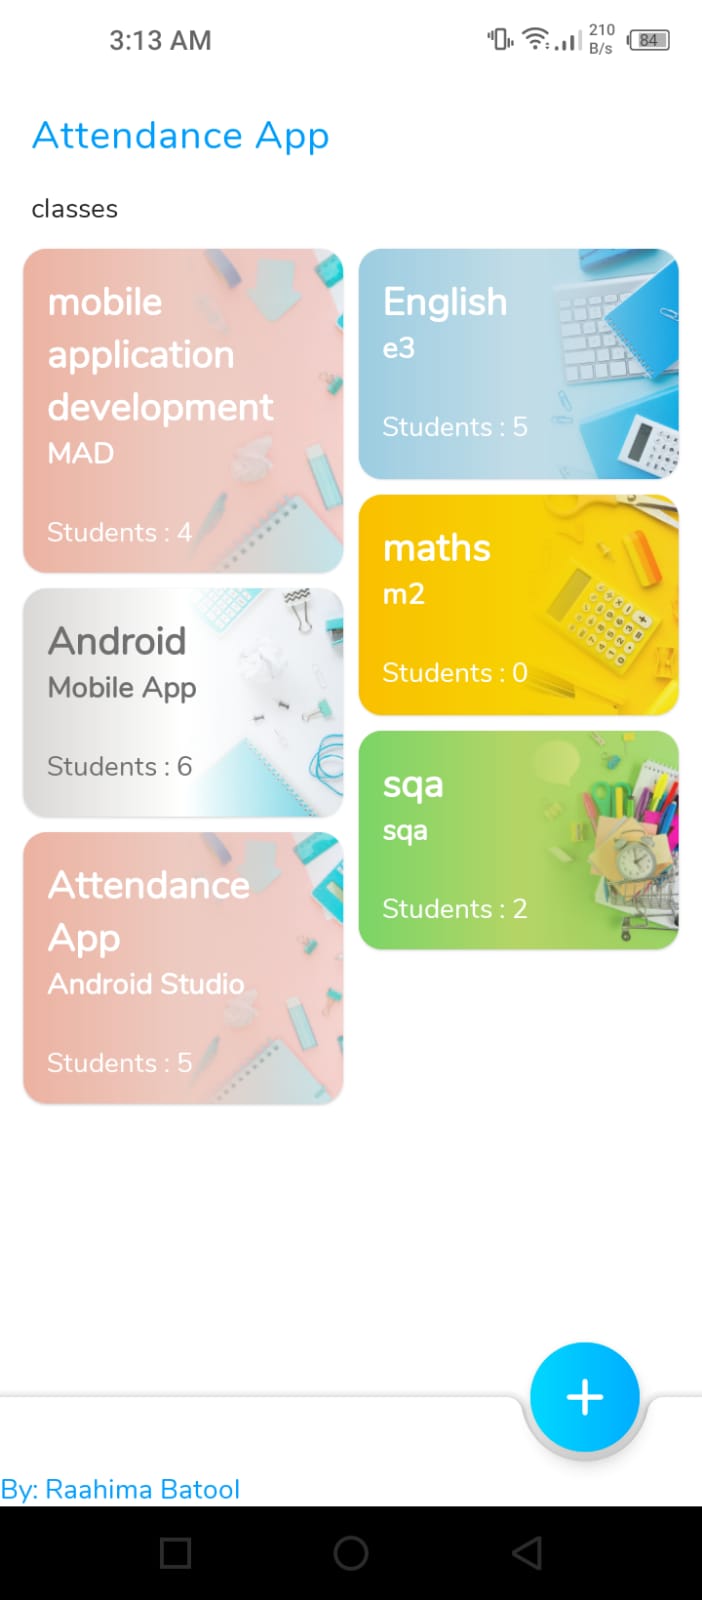 3:13 AM
210
B/s
84
Attendance App
classes
mobile
application
development
MAD
Students : 4
English
e3
Students : 5
maths
m2
Students : 0
Android
Mobile App
Students : 6
sqa
sqa
Students : 2
Attendance
App
Android Studio
Students : 5
By: Raahima Batool